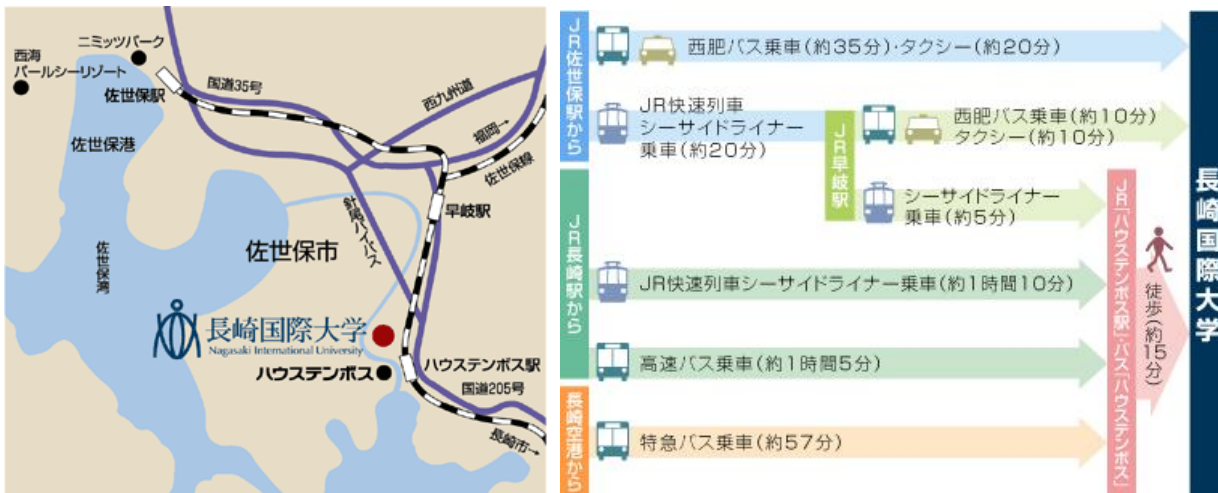 ニミッツパーク
西海
パールシーリゾート
佐世保駅
国道35号
西九州道
福岡→
佐世保線
佐世保港
早岐駅
針尾バイパス
佐世保市
佐世保湾
長崎国際大学
Nagasaki International University
ハウステンボス駅
ハウステンボス
国道205号
長崎市→
JR佐世保駅から
西肥バス乗車(約35分)・タクシー(約20分)
JR快速列車
シーサイドライナー
乗車(約20分)
JR早岐駅
西肥バス乗車(約10分)
タクシー(約10分)
シーサイドライナー
乗車(約5分)
JR長崎駅から
JR快速列車シーサイドライナー乗車(約1時間10分)
高速バス乗車(約1時間5分)
長崎空港から
特急バス乗車(約57分)
JR「ハウステンボス駅」・バス「ハウステンボス」
徒歩(約15分)
長崎国際大学